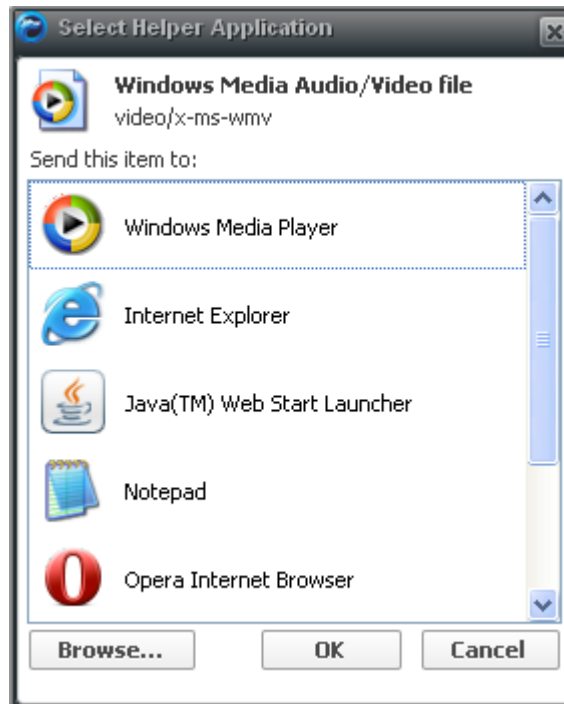 Select Helper Application
Windows Media Audio/Video file
video/x-ms-wmv
Send this item to:
Windows Media Player
Internet Explorer
Java(TM) Web Start Launcher
Notepad
Opera Internet Browser
Browse... OK Cancel